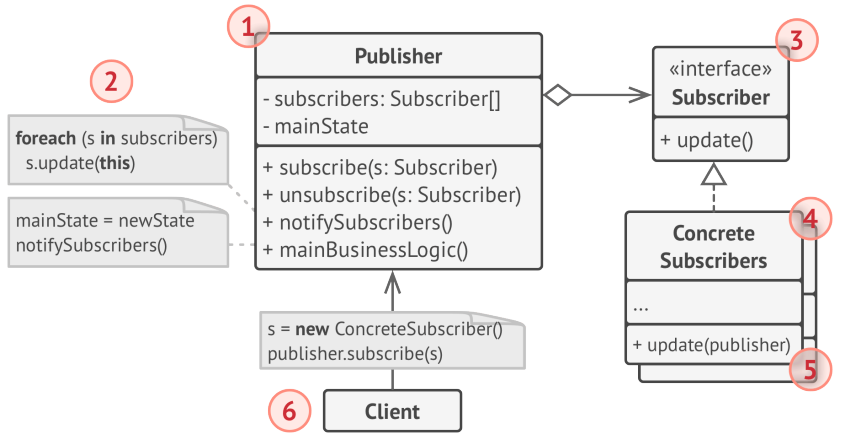 1
Publisher
- subscribers: Subscriber[]
- mainState
+ subscribe(s: Subscriber)
+ unsubscribe(s: Subscriber)
+ notifySubscribers()
+ mainBusinessLogic()
2
foreach (s in subscribers)
s.update(this)
mainState = newState
notifySubscribers()
3
«interface»
Subscriber
+ update()
4
Concrete
Subscribers
...
+ update(publisher)
5
s = new ConcreteSubscriber()
publisher.subscribe(s)
6
Client